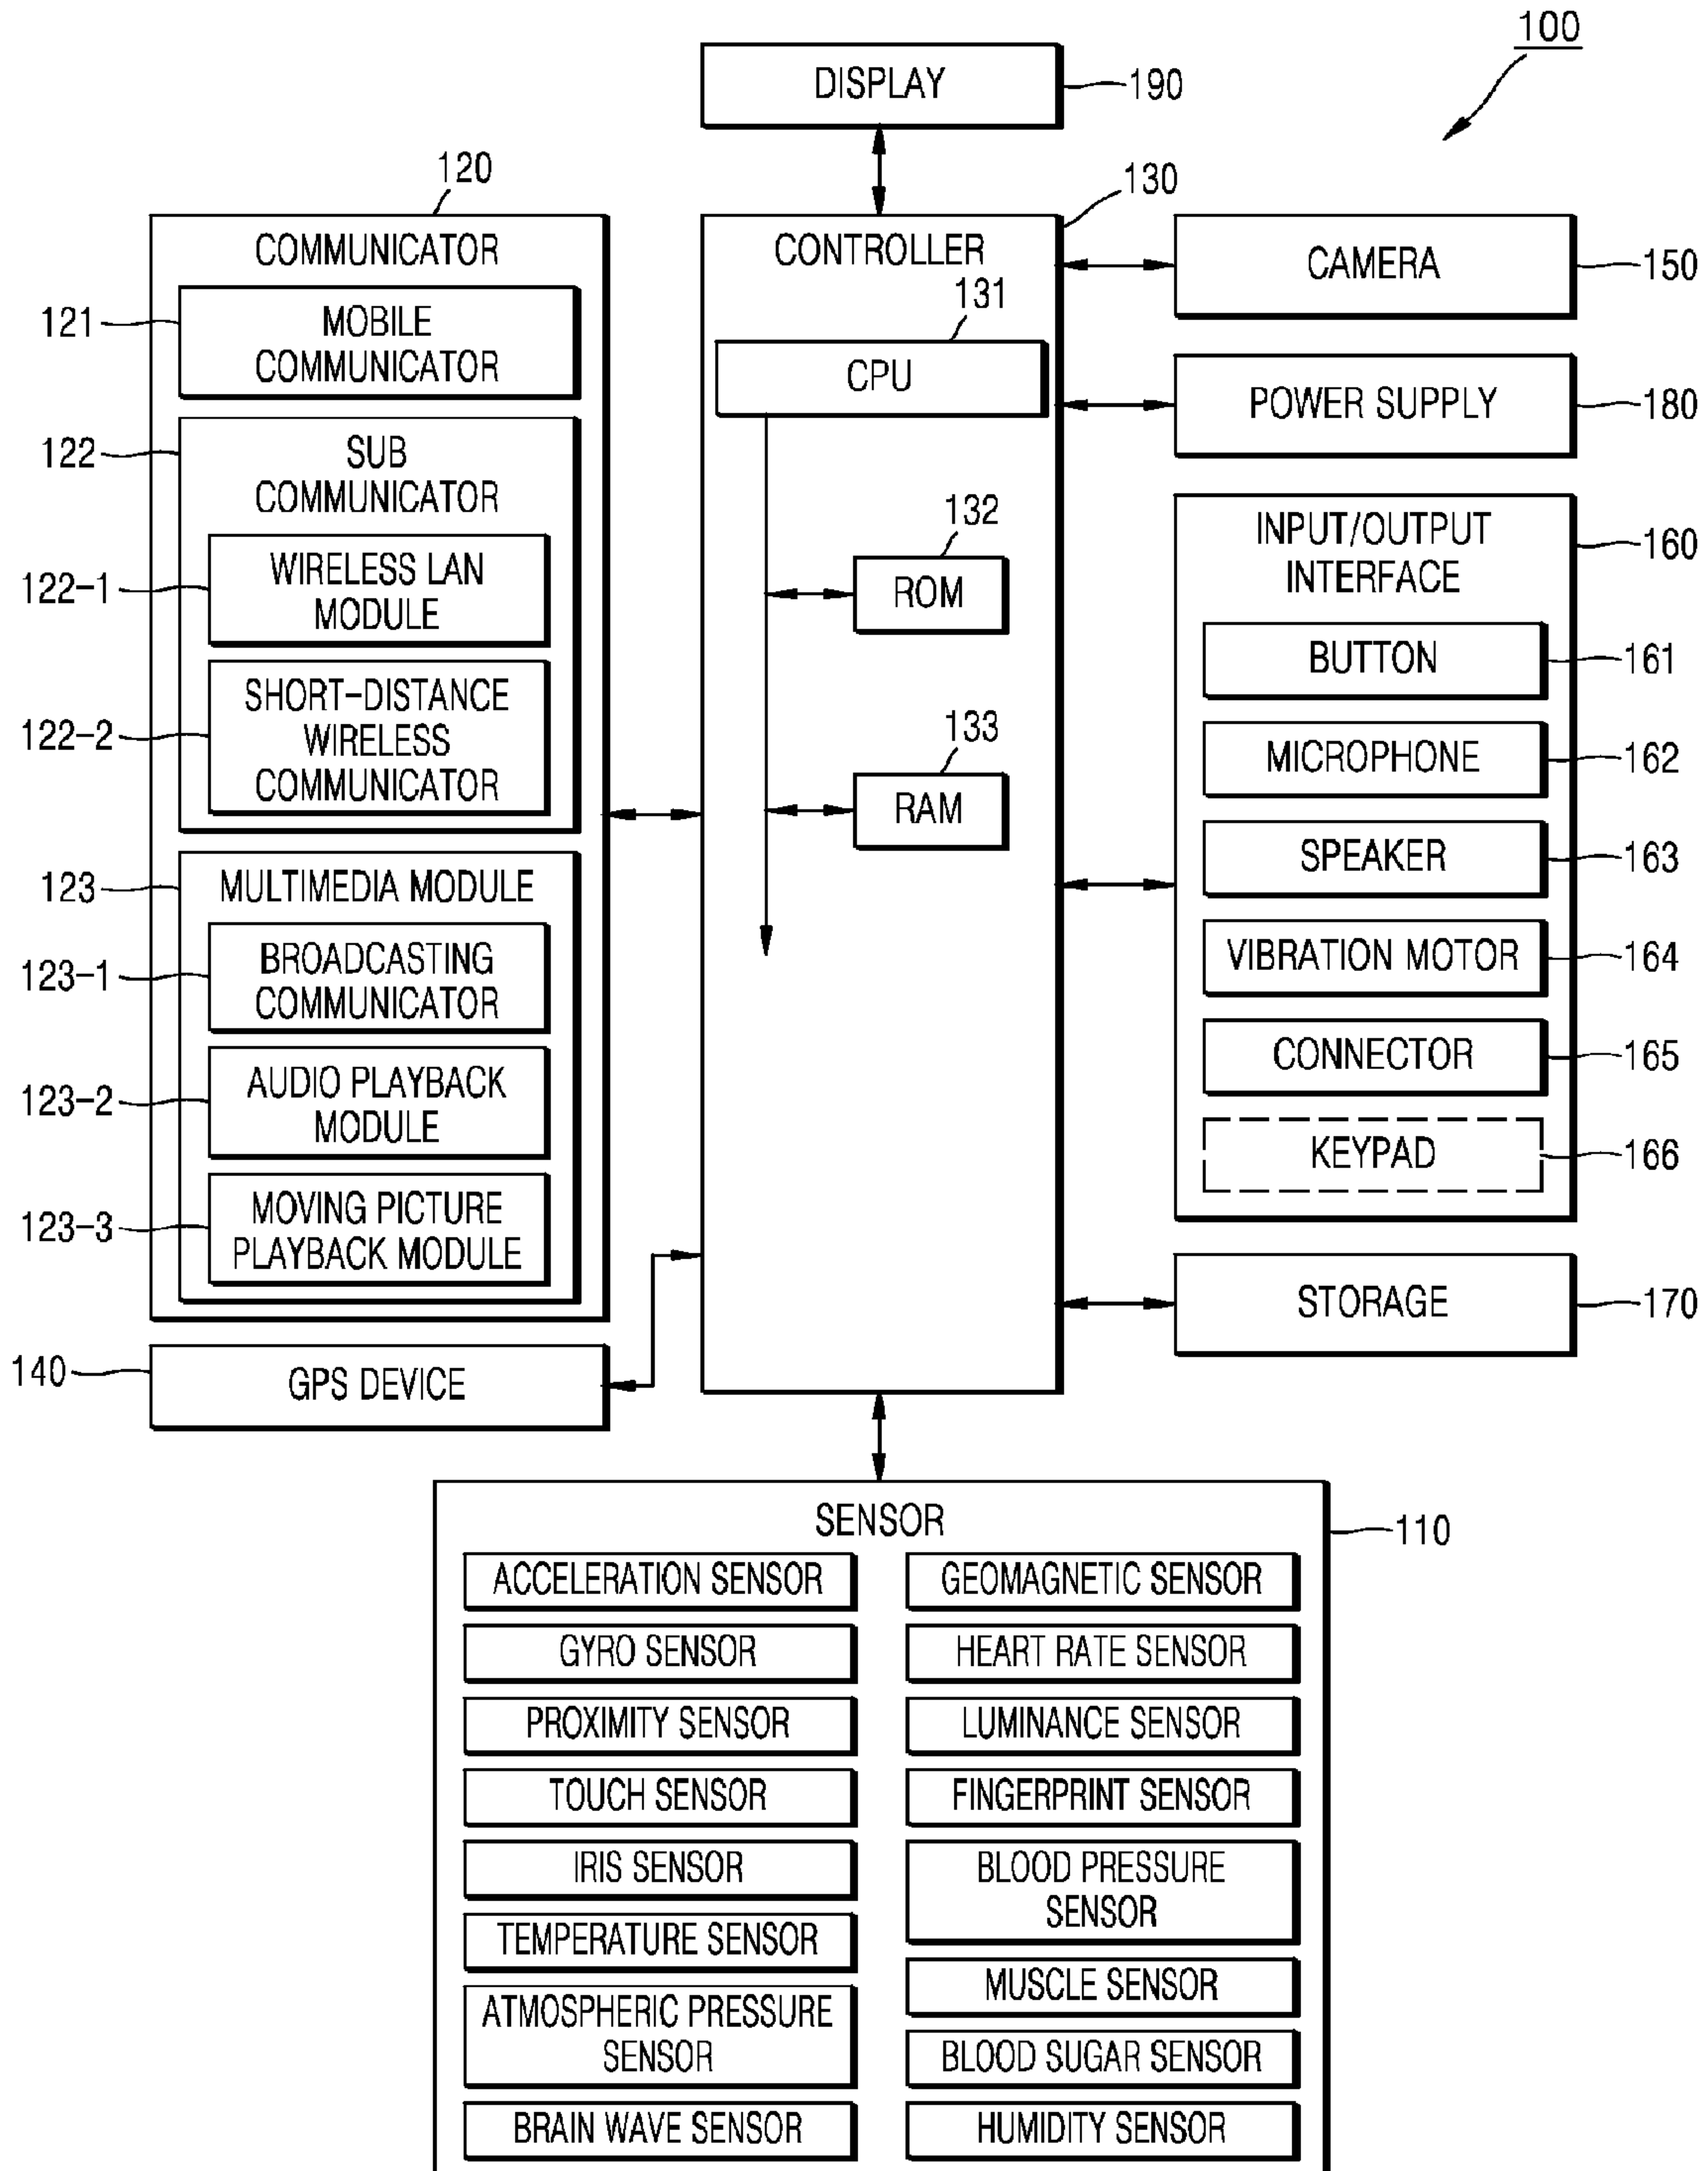 100
DISPLAY
190
120
COMMUNICATOR
121
MOBILE
COMMUNICATOR
122
SUB
COMMUNICATOR
122-1
WIRELESS LAN
MODULE
122-2
SHORT-DISTANCE
WIRELESS
COMMUNICATOR
123
MULTIMEDIA MODULE
123-1
BROADCASTING
COMMUNICATOR
123-2
AUDIO PLAYBACK
MODULE
123-3
MOVING PICTURE
PLAYBACK MODULE
140
GPS DEVICE
130
CONTROLLER
131
CPU
132
ROM
133
RAM
CAMERA
150
POWER SUPPLY
180
INPUT/OUTPUT
INTERFACE
160
BUTTON
161
MICROPHONE
162
SPEAKER
163
VIBRATION MOTOR
164
CONNECTOR
165
KEYPAD
166
STORAGE
170
SENSOR
110
ACCELERATION SENSOR
GYRO SENSOR
PROXIMITY SENSOR
TOUCH SENSOR
IRIS SENSOR
TEMPERATURE SENSOR
ATMOSPHERIC PRESSURE
SENSOR
BRAIN WAVE SENSOR
GEOMAGNETIC SENSOR
HEART RATE SENSOR
LUMINANCE SENSOR
FINGERPRINT SENSOR
BLOOD PRESSURE
SENSOR
MUSCLE SENSOR
BLOOD SUGAR SENSOR
HUMIDITY SENSOR